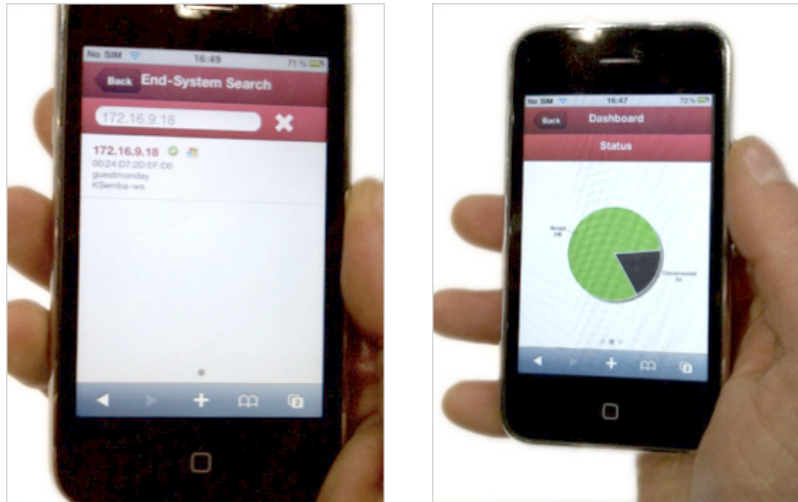 No SIM 16:49 71%
Back End-System Search
172.16.9.18
172.16.9.18
00:24:D7:2D:EF:D0
guestmonday
KSemba-ws
No SIM 16:47 72%
Back Dashboard
Status
Accept
Disconnected